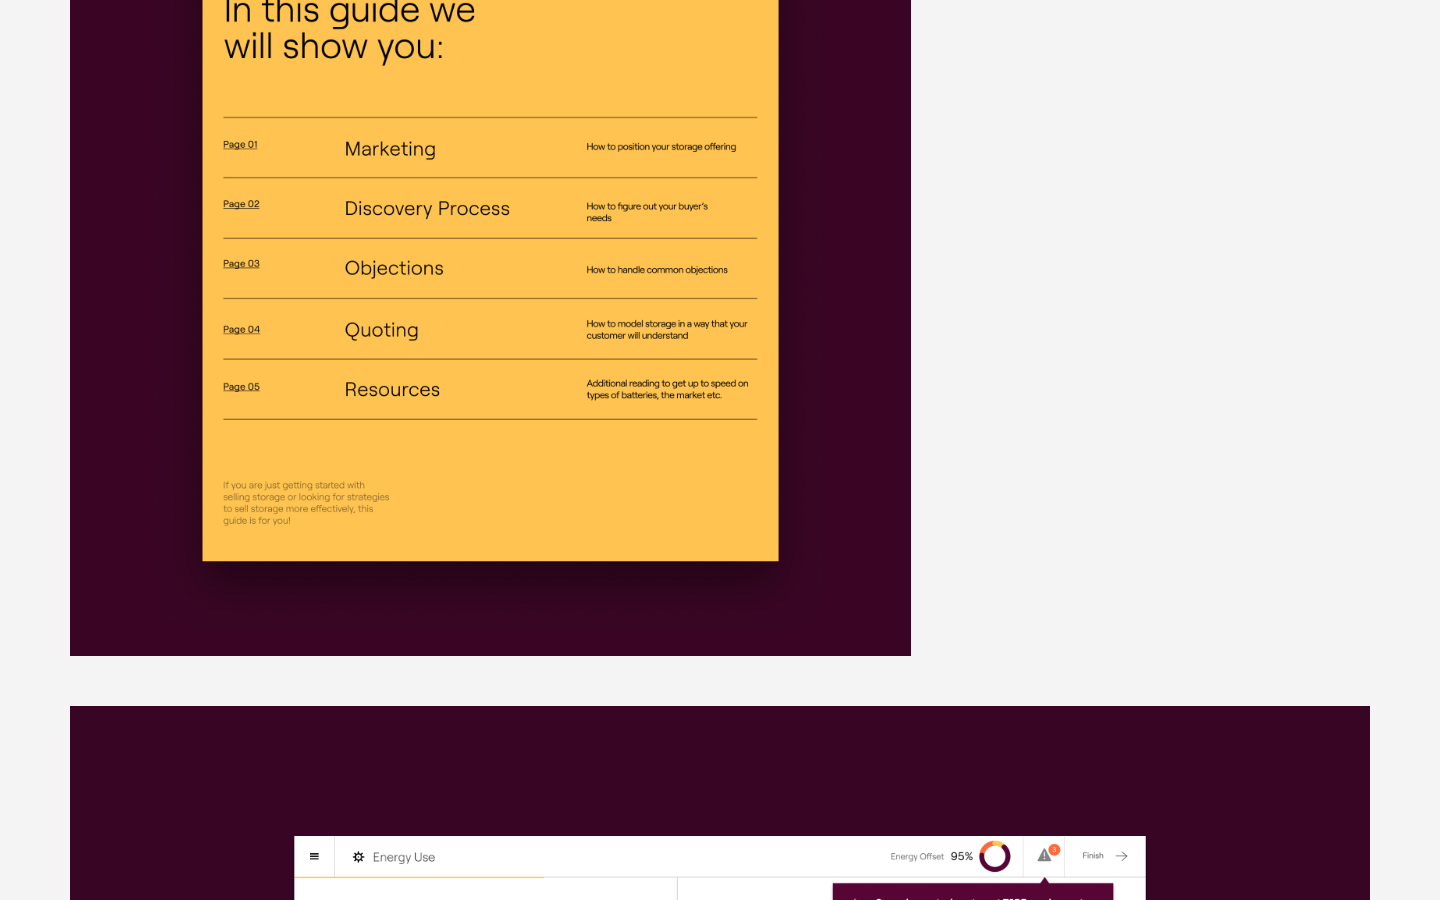 In this guide we
will show you:
Page 01
Marketing
How to position your storage offering
Page 02
Discovery Process
How to figure out your buyer's
needs
Page 03
Objections
How to handle common objections
Page 04
Quoting
How to model storage in a way that your
customer will understand
Page 05
Resources
Additional reading to get up to speed on
types of batteries, the market etc.
If you are just getting started with
selling storage or looking for strategies
to sell storage more effectively, this
guide is for you!
Energy Use
Energy Offset 95%
3
Finish